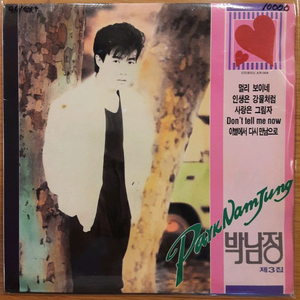 10000
멀리 보이네
인생은 강물처럼
사랑은 그림자
Don't tell me now
이별에서 다시 만남으로
Park Nam Jung
박남정
제3집